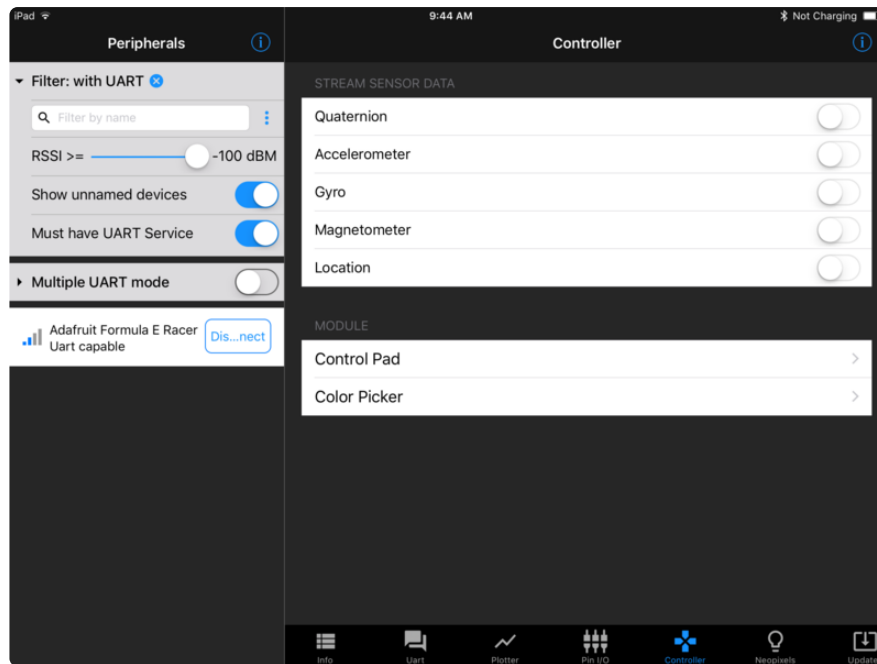 iPad 9:44 AM Not Charging
Peripherals
Controller
Filter: with UART
Filter by name
RSSI >= -100 dBM
Show unnamed devices
Must have UART Service
Multiple UART mode
Adafruit Formula E Racer
Uart capable
Dis...nect
STREAM SENSOR DATA
Quaternion
Accelerometer
Gyro
Magnetometer
Location
MODULE
Control Pad
Color Picker
Info Uart Plotter Pin I/O Controller Neopixels Update